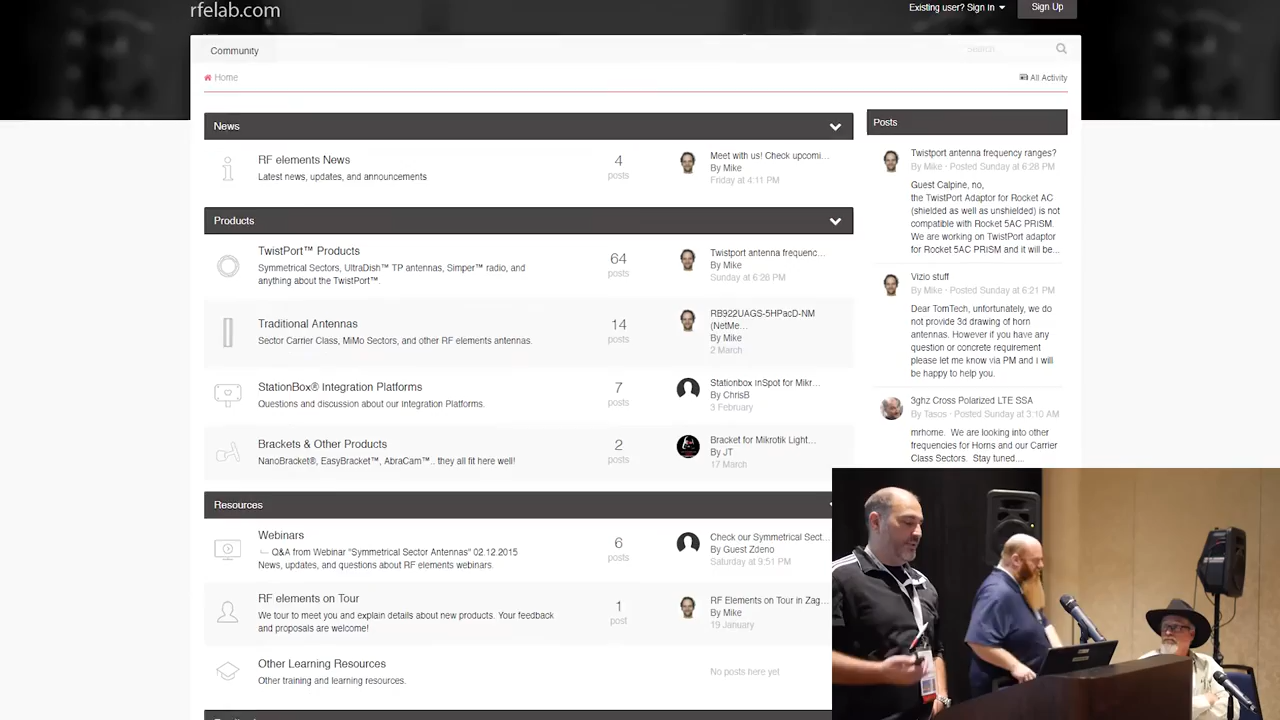 rfelab.com
Existing user? Sign in
Sign Up
Community
Search...
Home
All Activity
News
RF elements News
Latest news, updates, and announcements
4
posts
Meet with us! Check upcomi...
By Mike
Friday at 4:11 PM
Products
TwistPort™ Products
Symmetrical Sectors, UltraDish™ TP antennas, Simper™ radio, and
anything about the TwistPort™.
64
posts
Twistport antenna frequenc...
By Mike
Sunday at 6:28 PM
Traditional Antennas
Sector Carrier Class, MiMo Sectors, and other RF elements antennas.
14
posts
RB922UAGS-5HPacD-NM
(NetMe...
By Mike
2 March
StationBox® Integration Platforms
Questions and discussion about our Integration Platforms.
7
posts
Stationbox inSpot for Mikr...
By ChrisB
3 February
Brackets & Other Products
NanoBracket®, EasyBracket™, AbraCam™.. they all fit here well!
2
posts
Bracket for Mikrotik Light...
By JT
17 March
Resources
Webinars
Q&A from Webinar "Symmetrical Sector Antennas" 02.12.2015
News, updates, and questions about RF elements webinars.
6
posts
Check our Symmetrical Sect...
By Guest Zdeno
Saturday at 9:51 PM
RF elements on Tour
We tour to meet you and explain details about new products. Your feedback
and proposals are welcome!
1
post
RF Elements on Tour in Zag...
By Mike
19 January
Other Learning Resources
Other training and learning resources.
No posts here yet
Posts
Twistport antenna frequency ranges?
By Mike · Posted Sunday at 6:28 PM
Guest Calpine, no,
the TwistPort Adaptor for Rocket AC
(shielded as well as unshielded) is not
compatible with Rocket 5AC PRISM.
We are working on TwistPort adaptor
for Rocket 5AC PRISM and it will be...
Vizio stuff
By Mike · Posted Sunday at 6:21 PM
Dear TomTech, unfortunately, we do
not provide 3d drawing of horn
antennas. However if you have any
question or concrete requirement
please let me know via PM and i will
be happy to help you.
3ghz Cross Polarized LTE SSA
By Tasos · Posted Sunday at 3:10 AM
mrhome. We are looking into other
frequencies for Horns and our Carrier
Class Sectors. Stay tuned....